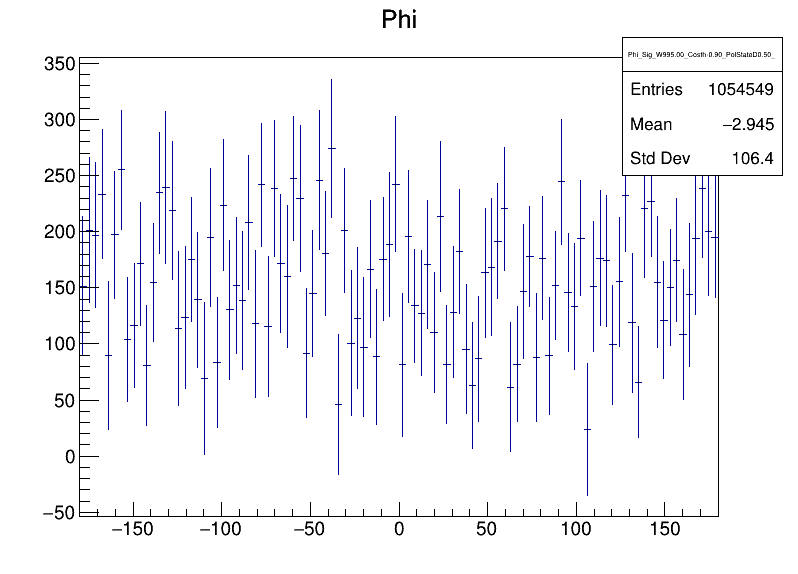 Phi
Phi_Sig_W995.00_Costh-0.90_PolStateD0.50_
Entries 1054549
Mean −2.945
Std Dev 106.4
350
300
250
200
150
100
50
0
−50
−150 −100 −50 0 50 100 150